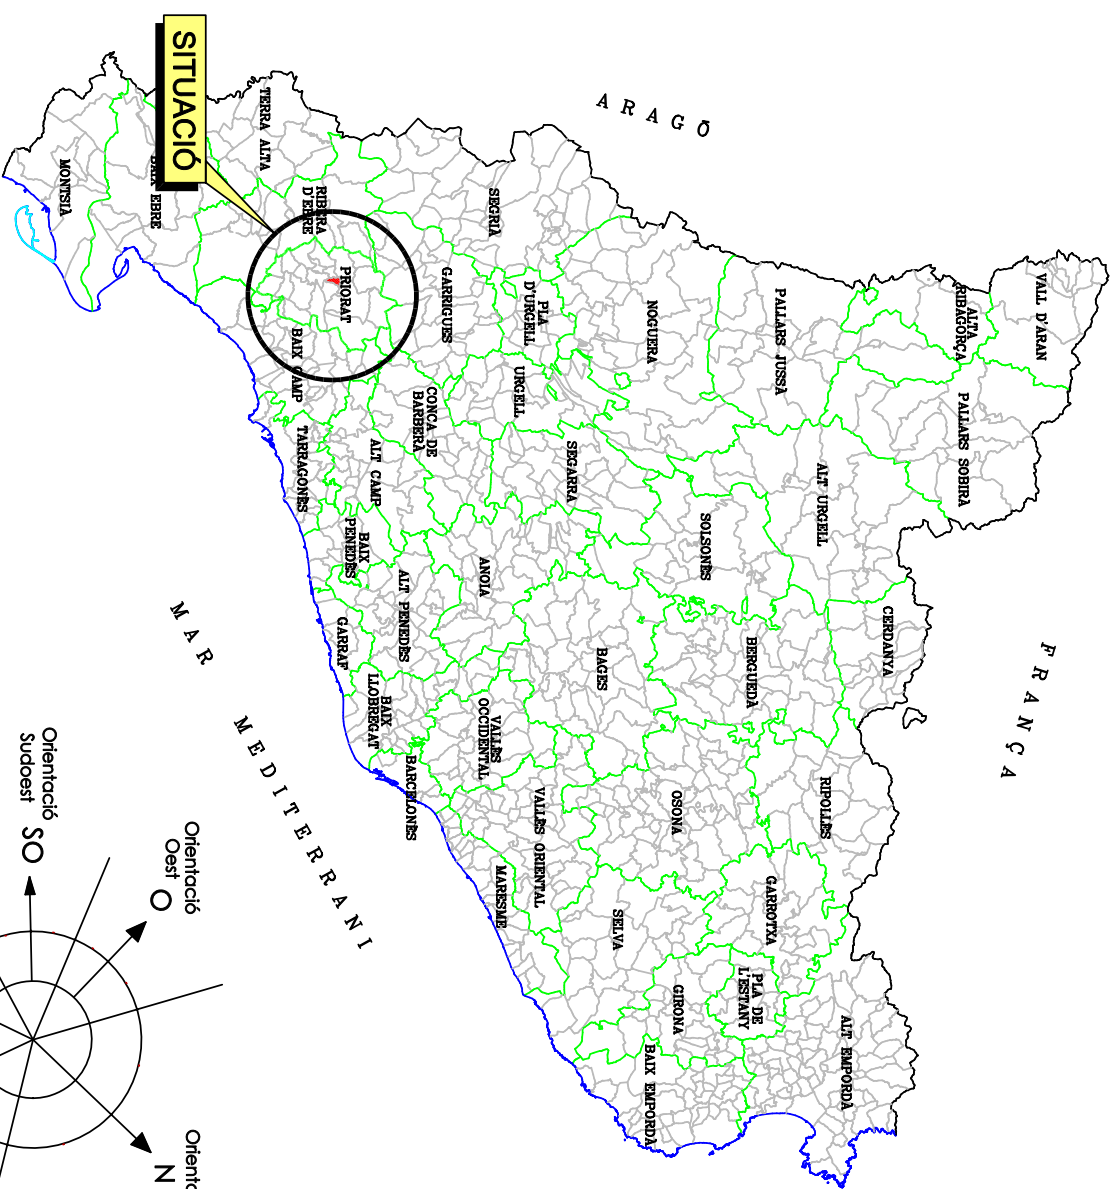 SITUACIÓ
ARAGÓ
FRANÇA
MAR MEDITERRANI
VALL D'ARAN
ALTA
RIBAGORÇA
PALLARS SOBIRÀ
PALLARS JUSSÀ
ALT URGELL
CERDANYA
NOGUERA
SOLSONÈS
BERGUEDÀ
RIPOLLÈS
GARROTXA
ALT EMPORDÀ
PLA DE
L'ESTANY
GIRONA
BAIX EMPORDÀ
OSONA
SELVA
BAGES
SEGARRA
SEGRIÀ
PLA
D'URGELL
URGELL
GARRIGUES
CONCA DE
BARBERÀ
ANOIA
VALLÈS
OCCIDENTAL
VALLÈS ORIENTAL
MARESME
BARCELONÈS
BAIX
LLOBREGAT
ALT PENEDÈS
GARRAF
BAIX
PENEDÈS
ALT CAMP
TARRAGONÈS
BAIX CAMP
PRIORAT
RIBERA
D'EBRE
TERRA ALTA
BAIX EBRE
MONTSIÀ
Orientació
Sudoest
SO
Orientació
Oest
O
N